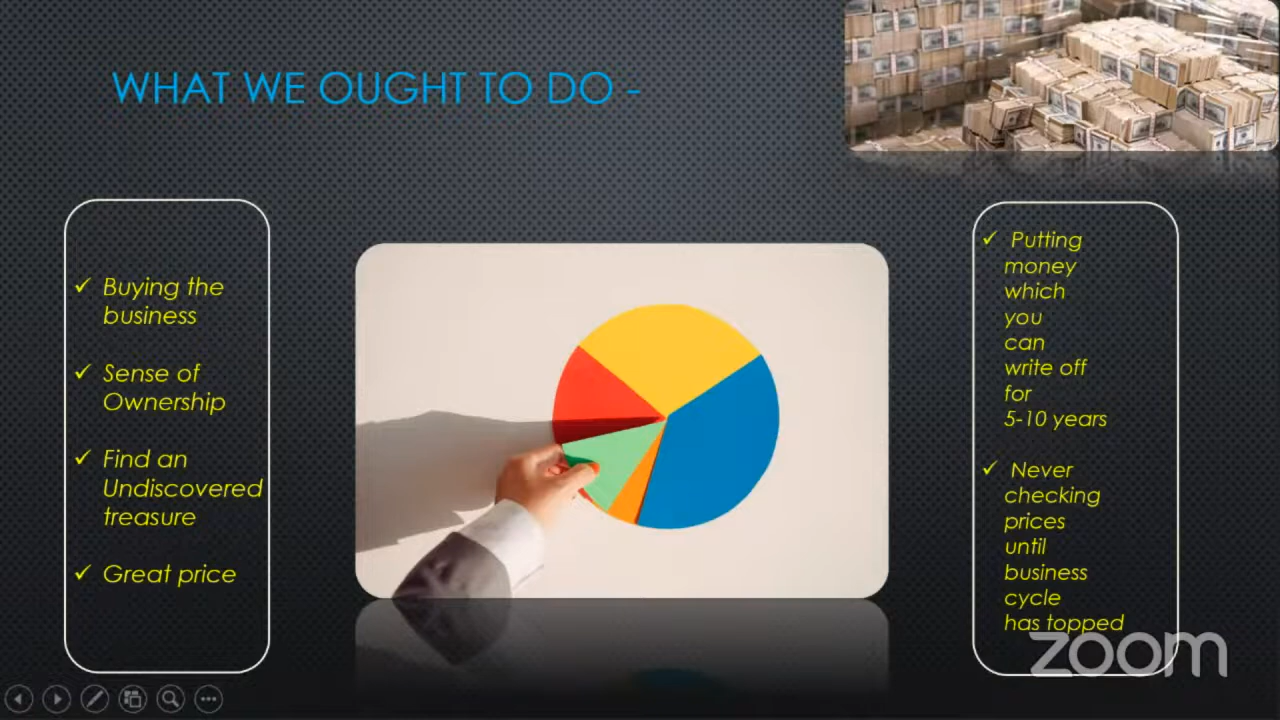 WHAT WE OUGHT TO DO -
✓ Buying the
business
✓ Sense of
Ownership
✓ Find an
Undiscovered
treasure
✓ Great price
✓ Putting
money
which
you
can
write off
for
5-10 years
✓ Never
checking
prices
until
business
cycle
has topped
zoom